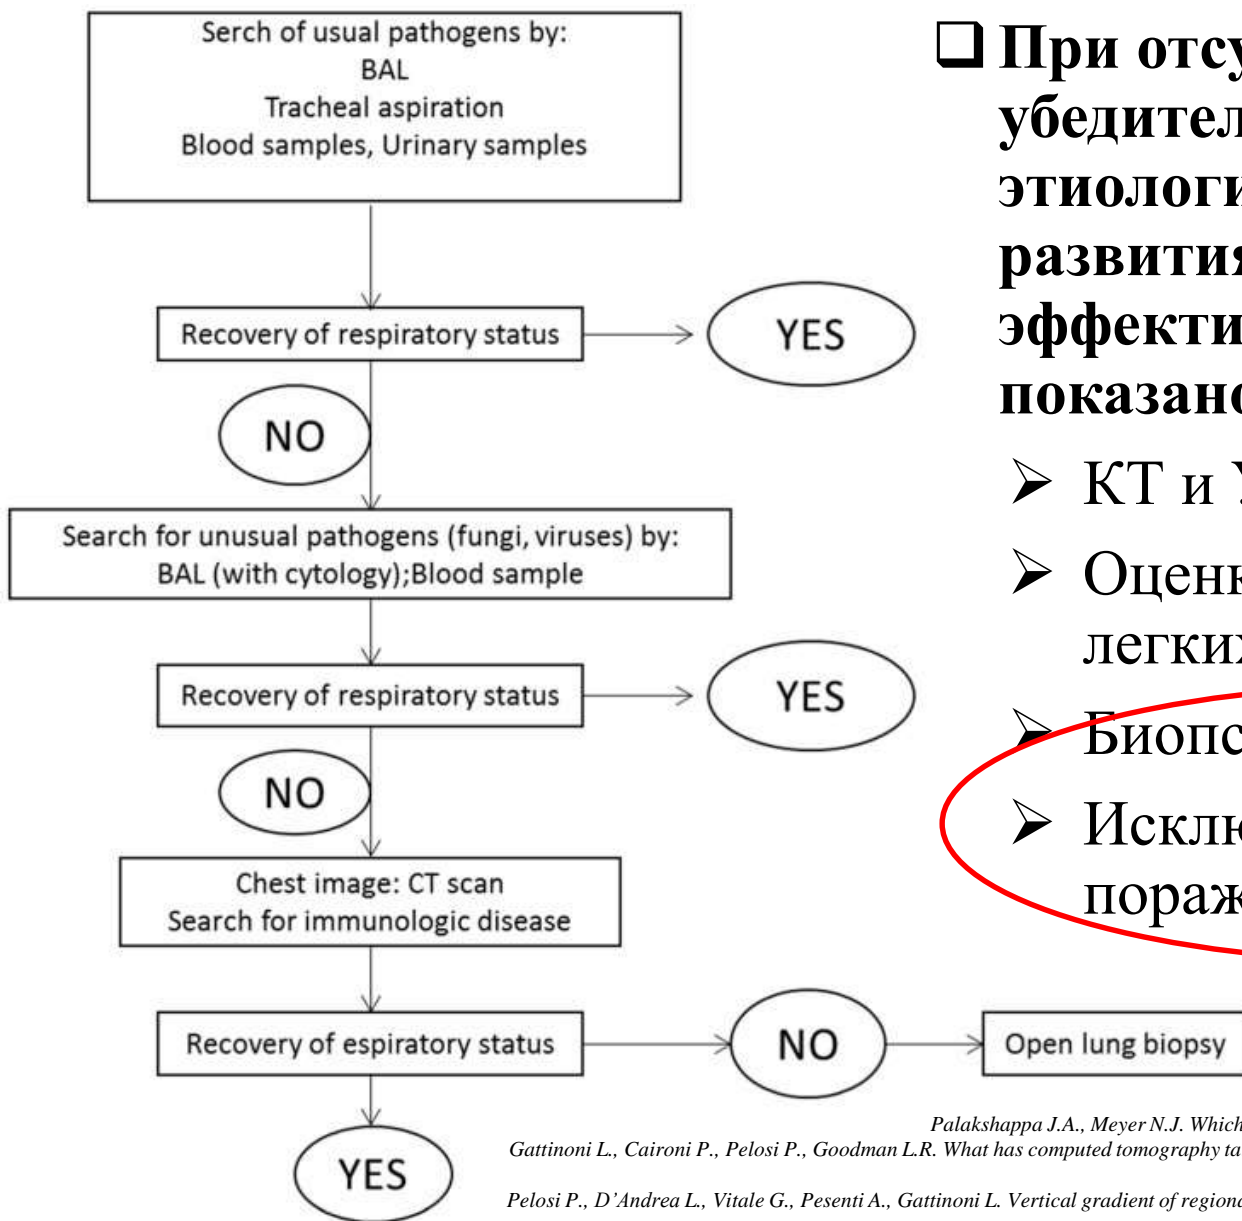 Serch of usual pathogens by:
BAL
Tracheal aspiration
Blood samples, Urinary samples
Recovery of respiratory status
YES
NO
Search for unusual pathogens (fungi, viruses) by:
BAL (with cytology);Blood sample
Recovery of respiratory status
YES
NO
Chest image: CT scan
Search for immunologic disease
Recovery of espiratory status
NO
Open lung biopsy
YES
При отсу
убедител
этиологи
развития
эффекти
показано
КТ и У
Оценк
легких
Биопс
Исклю
пораж
Palakshappa J.A., Meyer N.J. Which
Gattinoni L., Caironi P., Pelosi P., Goodman L.R. What has computed tomography ta
Pelosi P., D’Andrea L., Vitale G., Pesenti A., Gattinoni L. Vertical gradient of regiona